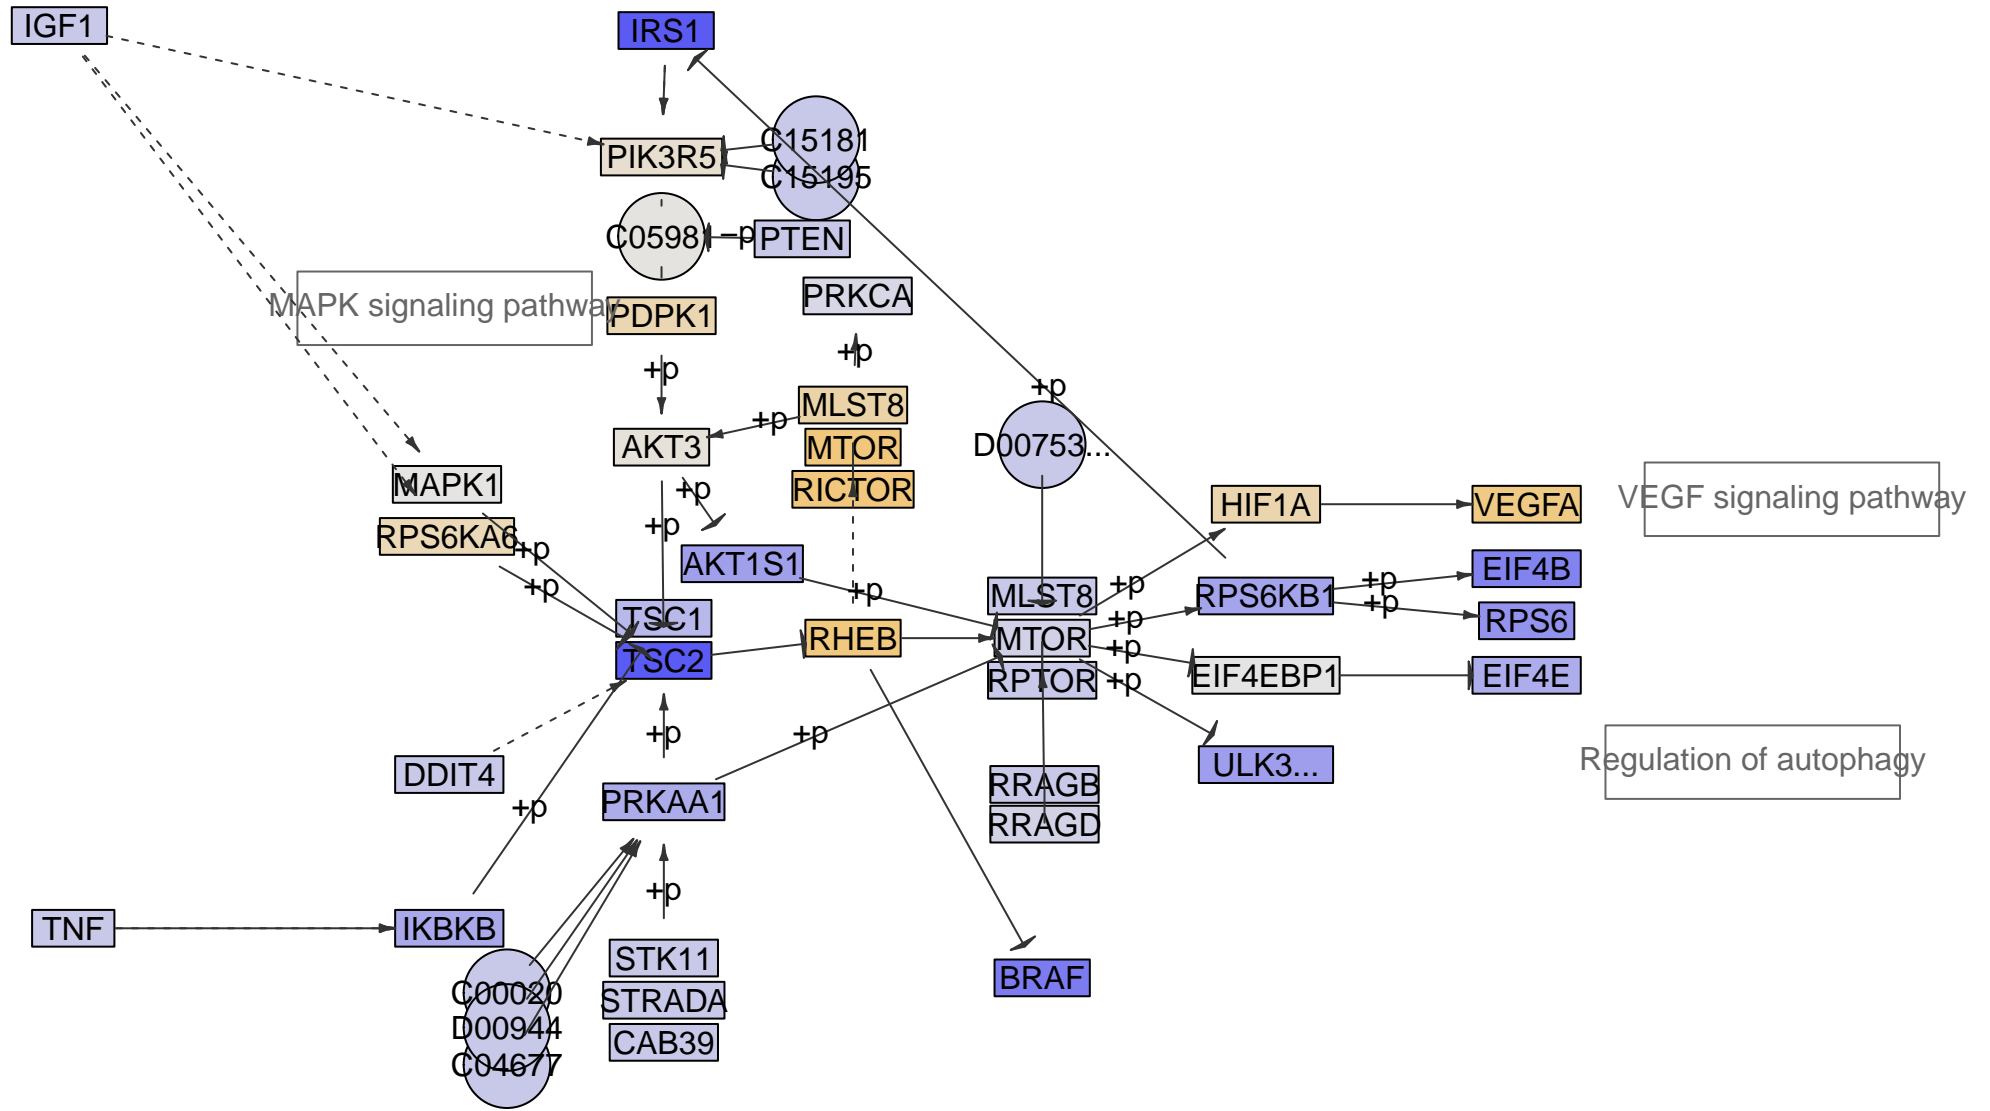 IGF1
IRS1
C15181
PIK3R5
C15195
C0598
−p
PTEN
PRKCA
MAPK signaling pathway
PDPK1
+p
+p
+p
MLST8
+p
AKT3
MTOR
D00753...
MAPK1
+p
RICTOR
HIF1A
VEGFA
VEGF signaling pathway
+p
RPS6KA6
+p
AKT1S1
EIF4B
+p
+p
+p
+p
MLST8
RPS6KB1
+p
TSC1
+p
RPS6
RHEB
MTOR
+p
TSC2
RPTOR
+p
EIF4EBP1
EIF4E
+p
+p
DDIT4
ULK3...
Regulation of autophagy
RRAGB
+p
PRKAA1
RRAGD
+p
TNF
IKBKB
STK11
BRAF
C00020
STRADA
D00944
CAB39
C04677